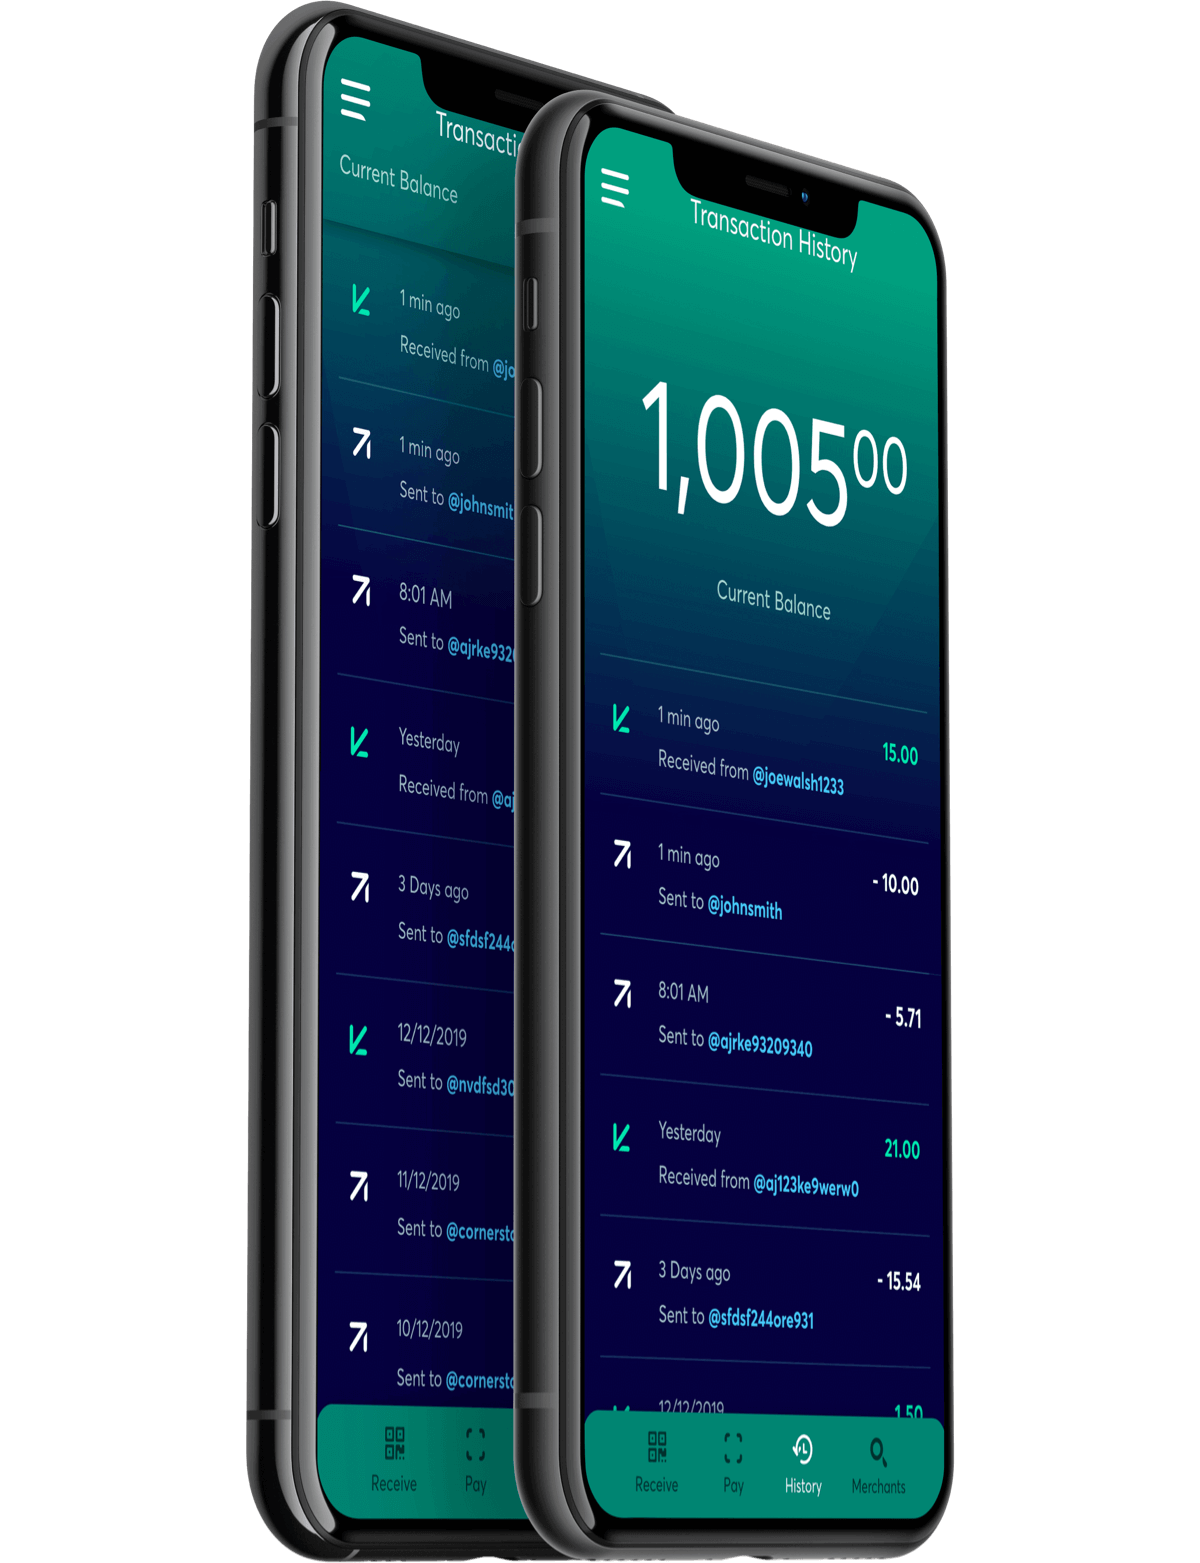 Transaction
Current Balance
1 min ago
Received from
1 min ago
Sent to @johnsmit
8:01 AM
Sent to @ajrke932
Yesterday
Received from @aj
3 Days ago
Sent to @sfdsf244
12/12/2019
Sent to @nvdfsd30
11/12/2019
Sent to @cornerst
10/12/2019
Sent to @cornerst
Receive Pay
Transaction History
1,005 00
Current Balance
1 min ago
15.00
Received from @joewalsh1233
1 min ago
- 10.00
Sent to @johnsmith
8:01 AM
- 5.71
Sent to @ajrke93209340
Yesterday
21.00
Received from @aj123ke9werw0
3 Days ago
- 15.54
Sent to @sfdsf244ore931
12/12/2019
1.50
Receive Pay History Merchants